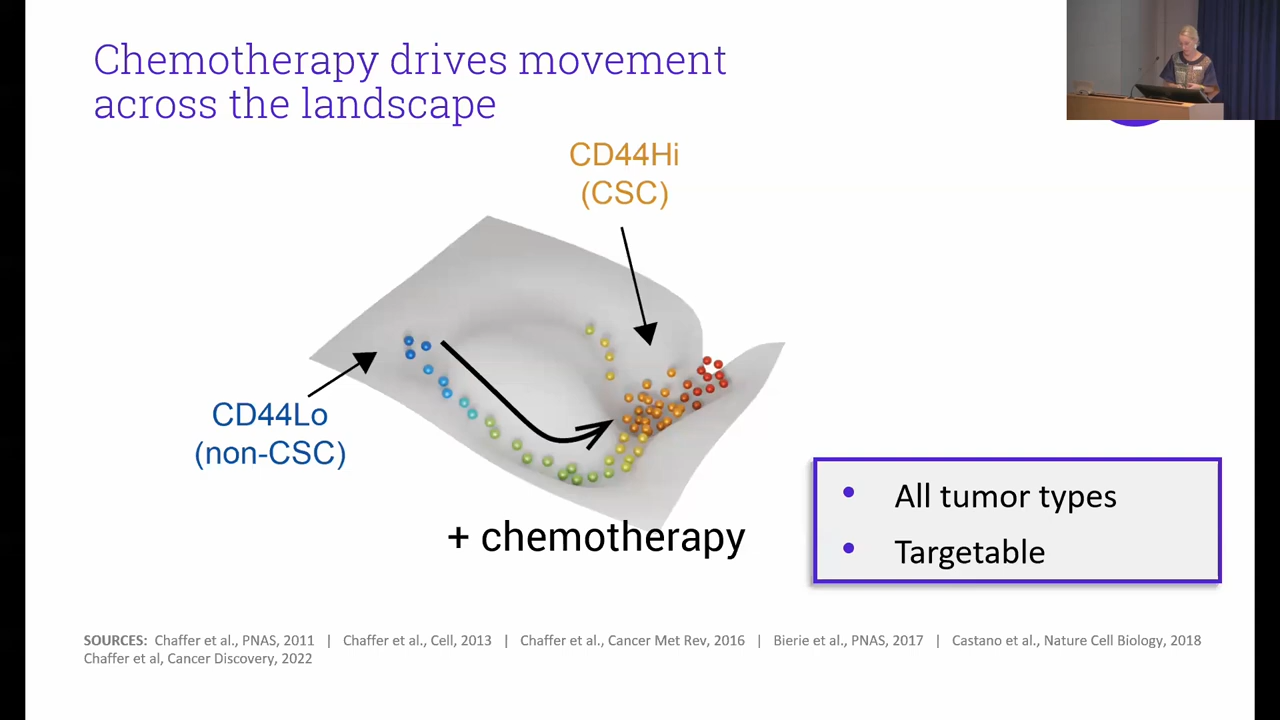 Chemotherapy drives movement
across the landscape
CD44Hi
(CSC)
CD44Lo
(non-CSC)
+ chemotherapy
• All tumor types
• Targetable
SOURCES: Chaffer et al., PNAS, 2011 | Chaffer et al., Cell, 2013 | Chaffer et al., Cancer Met Rev, 2016 | Bierie et al., PNAS, 2017 | Castano et al., Nature Cell Biology, 2018
Chaffer et al, Cancer Discovery, 2022